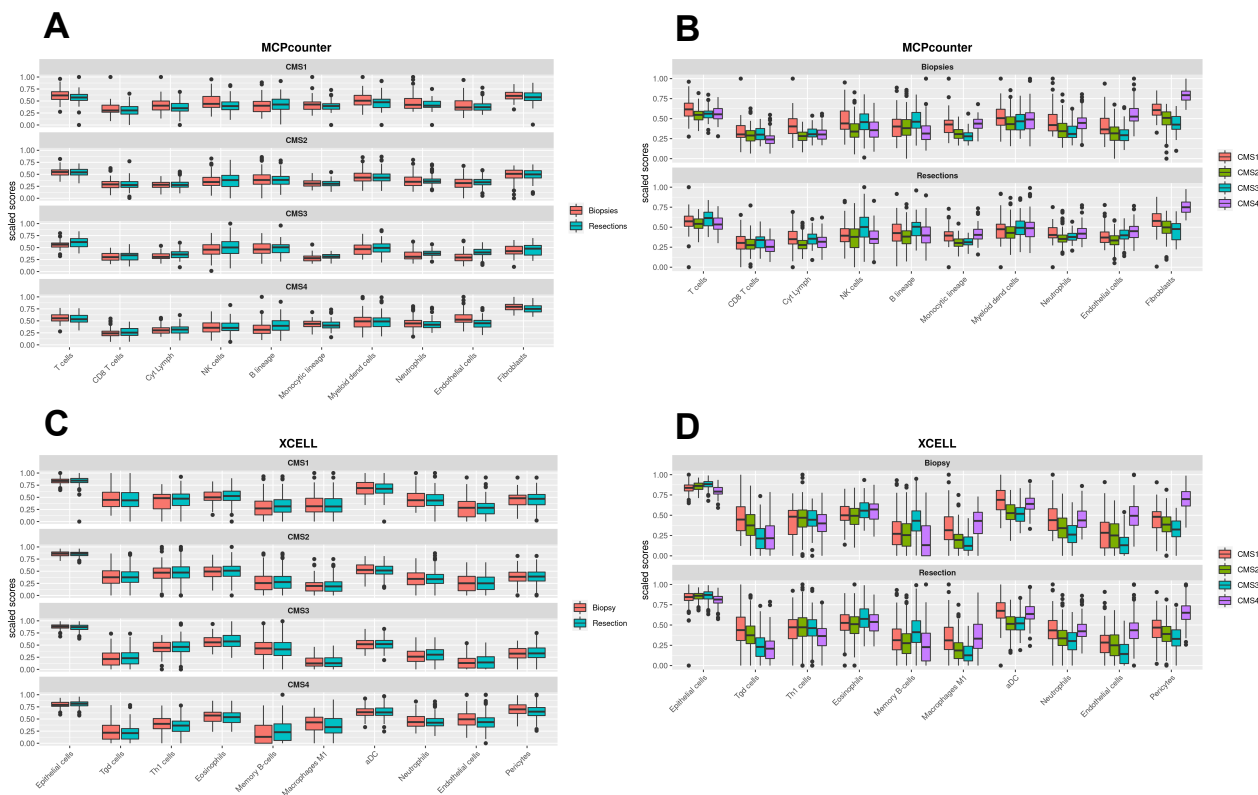 A
MCPcounter
CMS1
1.00
0.75
0.50
0.25
0.00
CMS2
1.00
0.75
0.50
0.25
0.00
CMS3
1.00
0.75
0.50
0.25
0.00
CMS4
1.00
0.75
0.50
0.25
0.00
scaled scores
T cells
CD8 T cells
Cyt Lymph
NK cells
B lineage
Monocytic lineage
Myeloid dend cells
Neutrophils
Endothelial cells
Fibroblasts
Biopsies
Resections
B
MCPcounter
Biopsies
1.00
0.75
0.50
0.25
0.00
Resections
1.00
0.75
0.50
0.25
0.00
scaled scores
T cells
CD8 T cells
Cyt Lymph
NK cells
B lineage
Monocytic lineage
Myeloid dend cells
Neutrophils
Endothelial cells
Fibroblasts
CMS1
CMS2
CMS3
CMS4
C
XCELL
CMS1
1.00
0.75
0.50
0.25
0.00
CMS2
1.00
0.75
0.50
0.25
0.00
CMS3
1.00
0.75
0.50
0.25
0.00
CMS4
1.00
0.75
0.50
0.25
0.00
scaled scores
Epithelial cells
Tgd cells
Th1 cells
Eosinophils
Memory B-cells
Macrophages M1
aDC
Neutrophils
Endothelial cells
Pericytes
Biopsy
Resection
D
XCELL
Biopsy
1.00
0.75
0.50
0.25
0.00
Resection
1.00
0.75
0.50
0.25
0.00
scaled scores
Epithelial cells
Tgd cells
Th1 cells
Eosinophils
Memory B-cells
Macrophages M1
aDC
Neutrophils
Endothelial cells
Pericytes
CMS1
CMS2
CMS3
CMS4